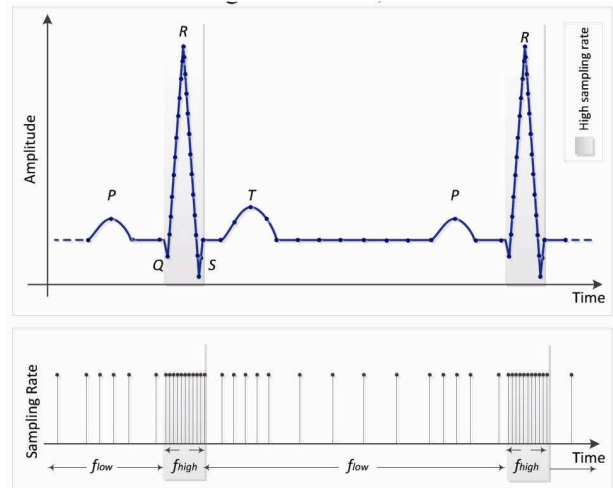 R
R
High sampling rate
Amplitude
P
T
P
Q
S
Time
Sampling Rate
Time
flow
fhigh
flow
fhigh